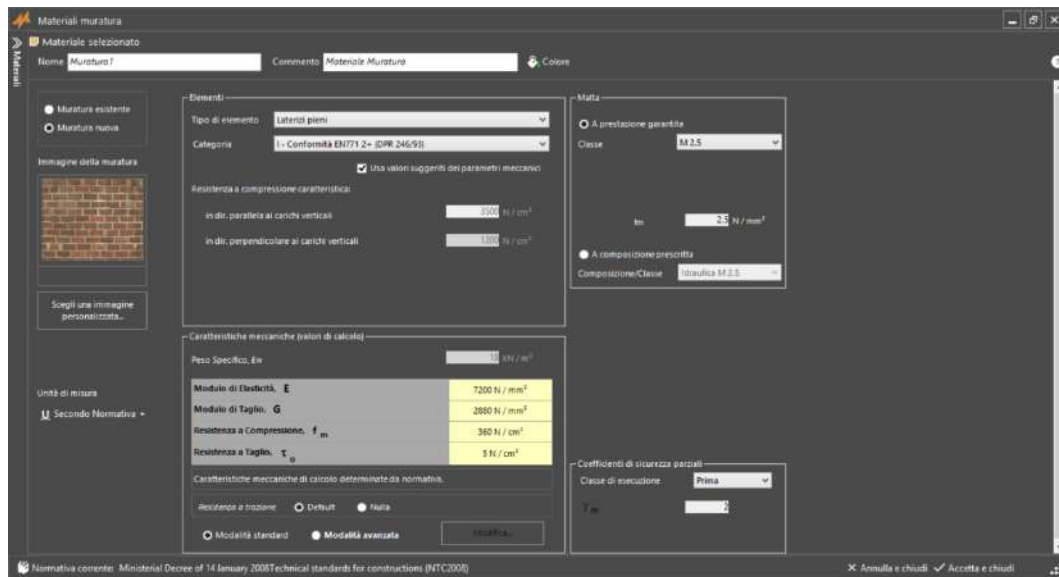 Materiali muratura
Materiali
Materiale selezionato
Nome Muratura1 Commento Materiale Muratura Colore
Muratura esistente
Muratura nuova
Immagine della muratura
Scegli una immagine
personalizzata...
Unità di misura
U Secondo Normativa
Elementi
Tipo di elemento Laterizi pieni
Categoria I - Conformità EN771 2+ (DPR 246/93)
Usa valori suggeriti dei parametri meccanici
Resistenza a compressione caratteristica:
in dir. parallela ai carichi verticali 3500 N / cm²
in dir. perpendicolare ai carichi verticali N / cm²
Caratteristiche meccaniche (valori di calcolo)
Peso Specifico, kN / m³
Modulo di Elasticità, E 7200 N / mm²
Modulo di Taglio, G 2880 N / mm²
Resistenza a Compressione, f m 360 N / cm²
Resistenza a Taglio, τ o 5 N / cm²
Caratteristiche meccaniche di calcolo determinate da normativa.
Resistenza a trazione Default Nulla
Modalità standard Modalità avanzata
Malta
A prestazione garantita
Classe M 2.5
fm 2.5 N / mm²
A composizione prescritta
Composizione/Classe Idraulica M 2.5
Coefficienti di sicurezza parziali
Classe di esecuzione Prima
γ m 2
Normativa corrente: Ministerial Decree of 14 January 2008Technical standards for constructions (NTC2008) Annulla e chiudi Accetta e chiudi